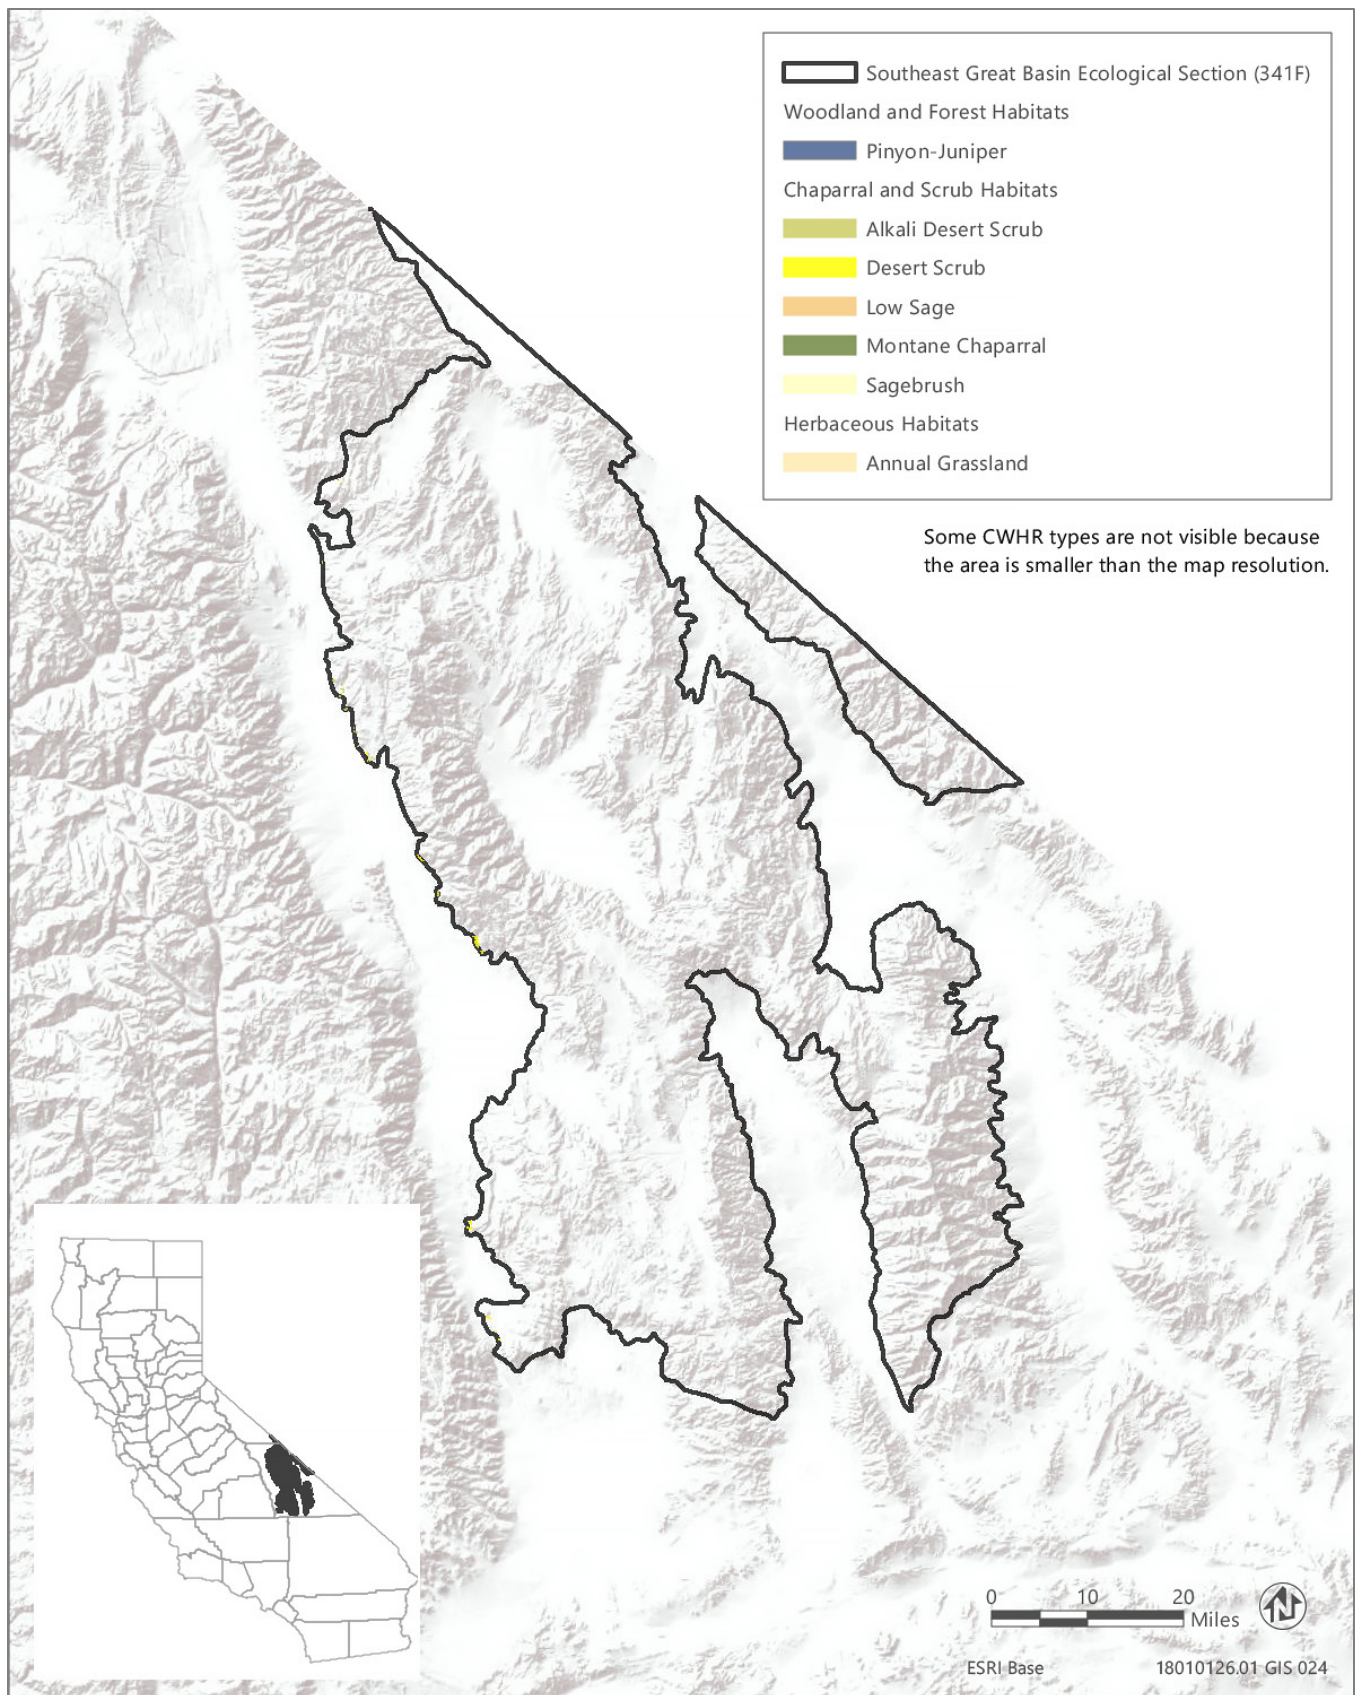 Southeast Great Basin Ecological Section (341F)
Woodland and Forest Habitats
Pinyon-Juniper
Chaparral and Scrub Habitats
Alkali Desert Scrub
Desert Scrub
Low Sage
Montane Chaparral
Sagebrush
Herbaceous Habitats
Annual Grassland
Some CWHR types are not visible because
the area is smaller than the map resolution.
0 10 20
Miles
N
ESRI Base 18010126.01 GIS 024